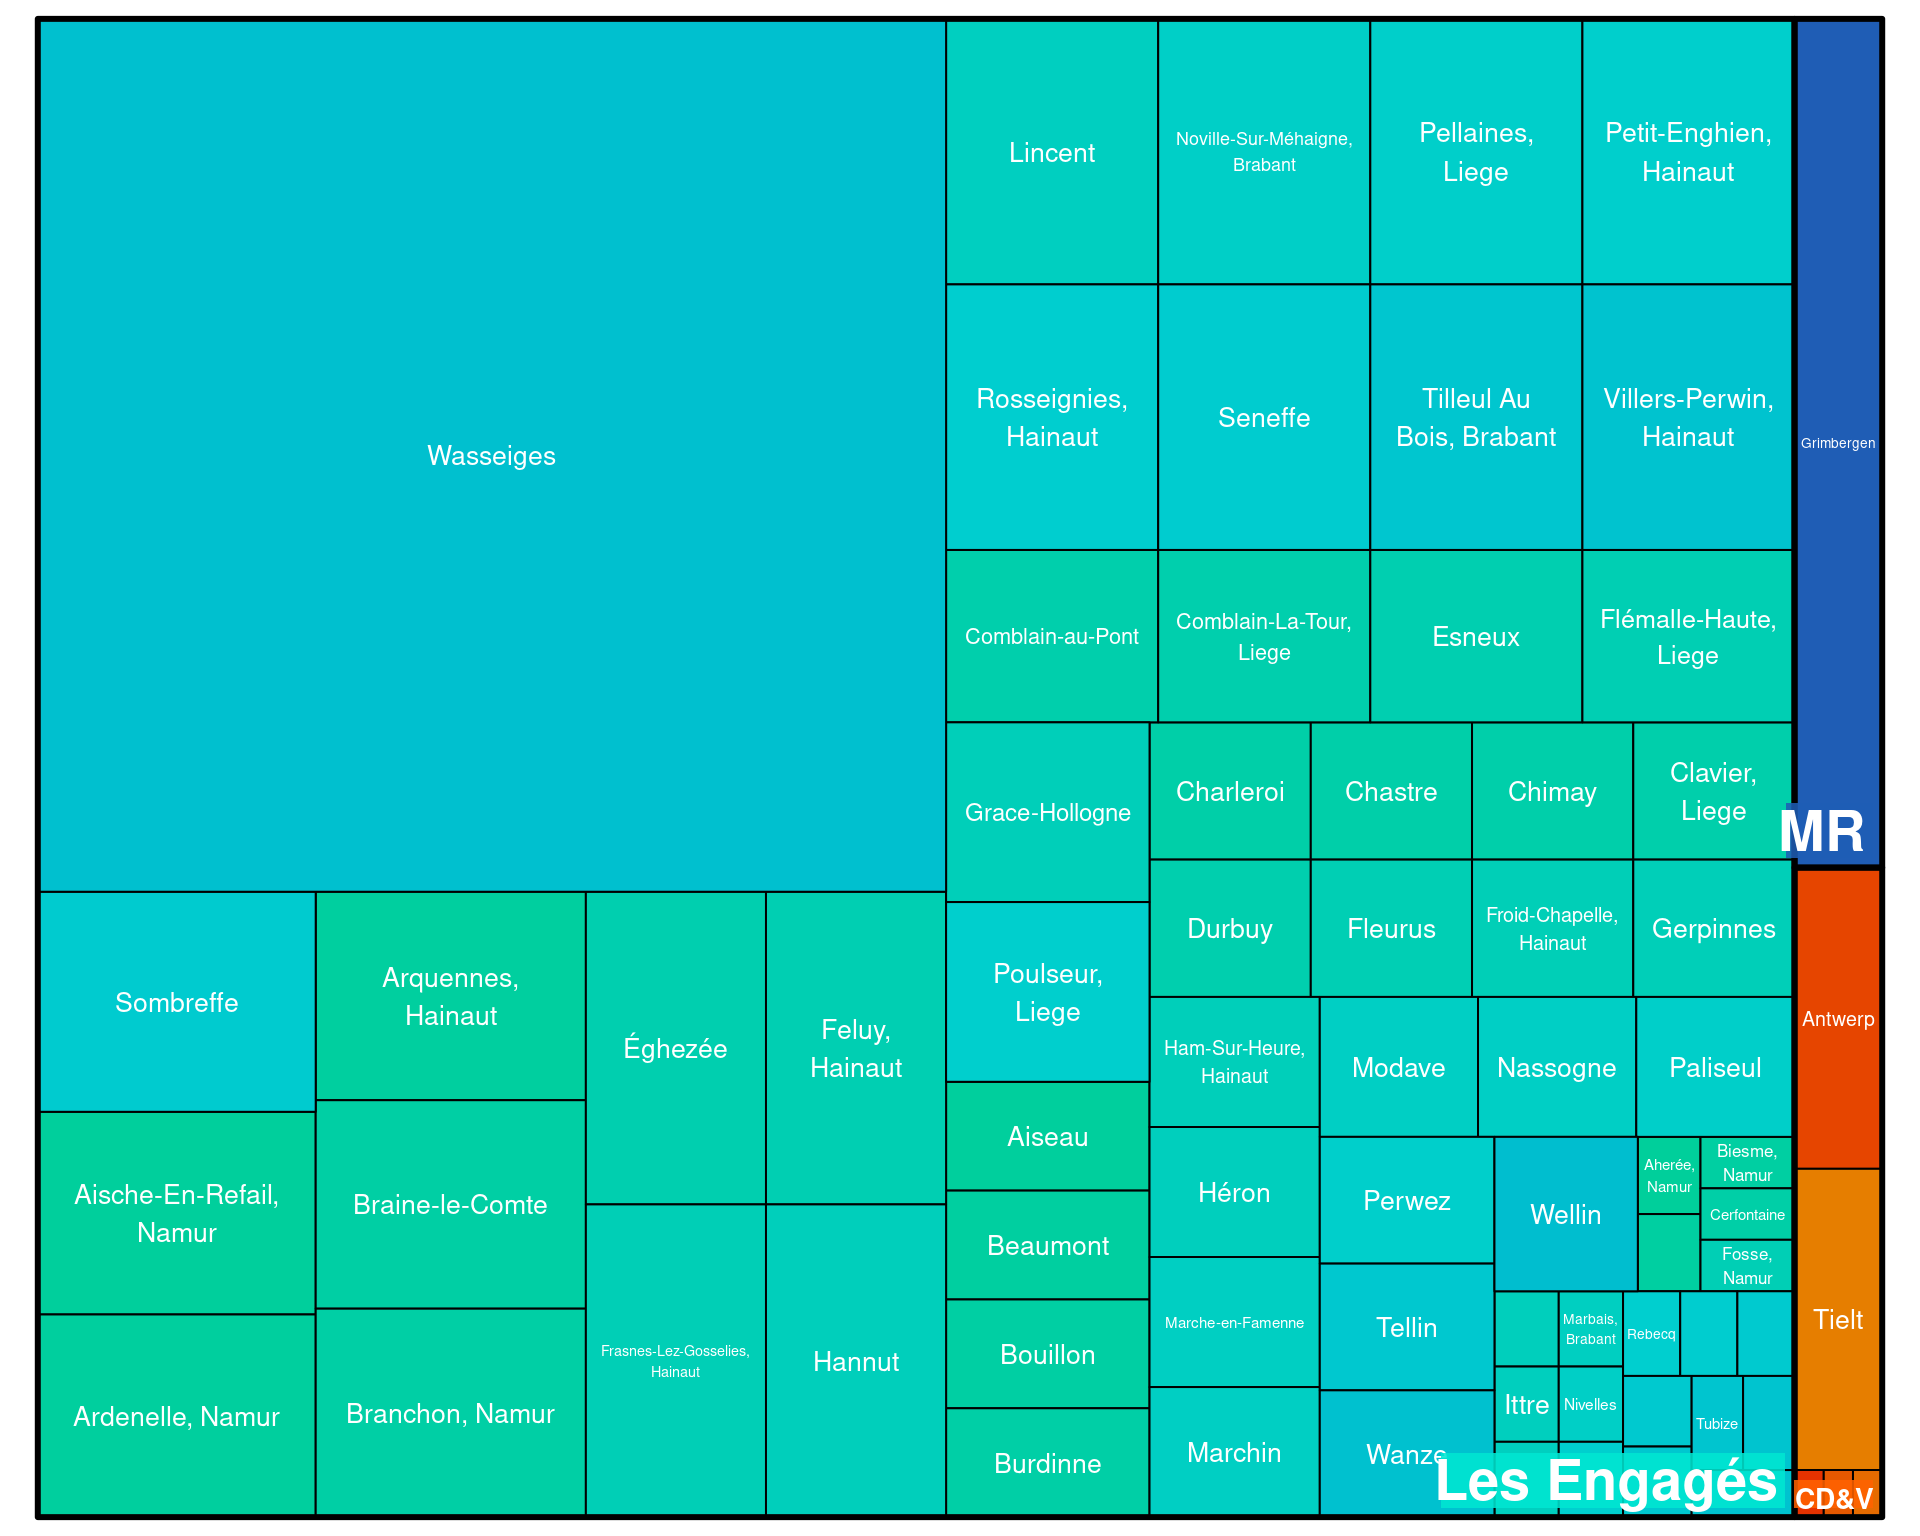 Wasseiges
Lincent
Noville-Sur-Méhaigne,
Brabant
Pellaines,
Liege
Petit-Enghien,
Hainaut
Rosseignies,
Hainaut
Seneffe
Tilleul Au
Bois, Brabant
Villers-Perwin,
Hainaut
Grimbergen
Comblain-au-Pont
Comblain-La-Tour,
Liege
Esneux
Flémalle-Haute,
Liege
Grace-Hollogne
Charleroi
Chastre
Chimay
Clavier,
Liege
MR
Durbuy
Fleurus
Froid-Chapelle,
Hainaut
Gerpinnes
Sombreffe
Arquennes,
Hainaut
Éghezée
Feluy,
Hainaut
Poulseur,
Liege
Ham-Sur-Heure,
Hainaut
Modave
Nassogne
Paliseul
Antwerp
Aische-En-Refail,
Namur
Braine-le-Comte
Aiseau
Beaumont
Héron
Perwez
Wellin
Aherée,
Namur
Biesme,
Namur
Cerfontaine
Fosse,
Namur
Ardenelle, Namur
Branchon, Namur
Frasnes-Lez-Gosselies,
Hainaut
Hannut
Bouillon
Burdinne
Marche-en-Famenne
Marchin
Tellin
Wanze
Marbais,
Brabant
Rebecq
Ittre
Nivelles
Tubize
Tielt
Les Engagés
CD&V